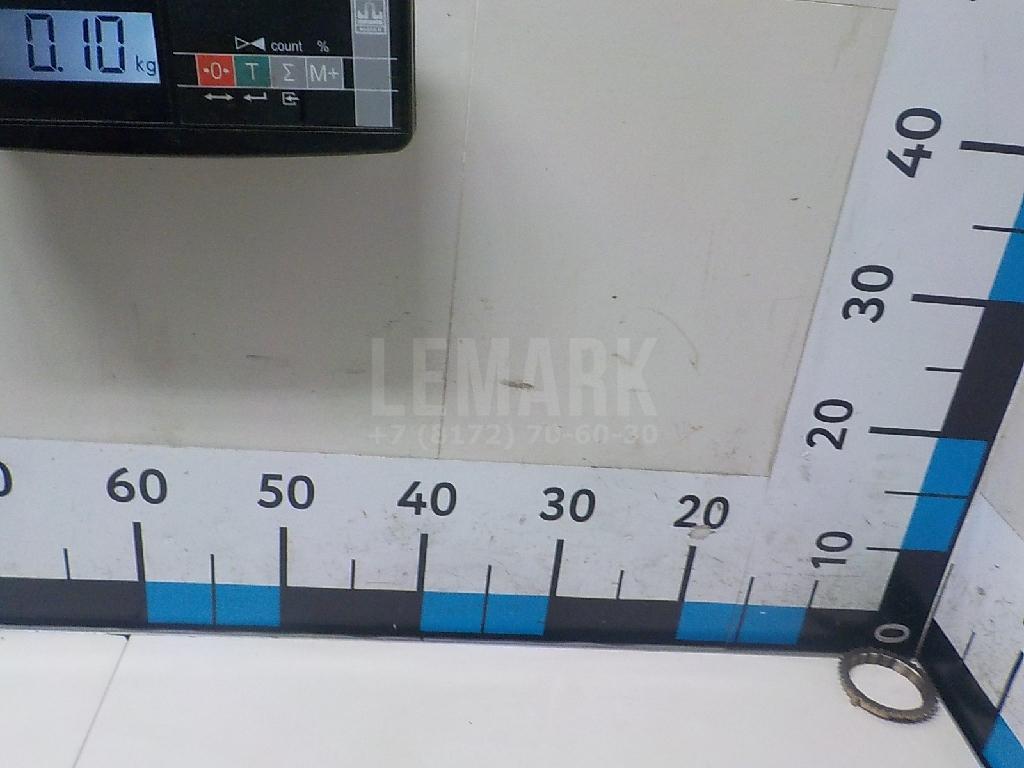 0.10 kg
count %
•0• T Σ M+
LEMARK
+7 (8172) 70-60-30
40
30
20
10
0
60 50 40 30 20